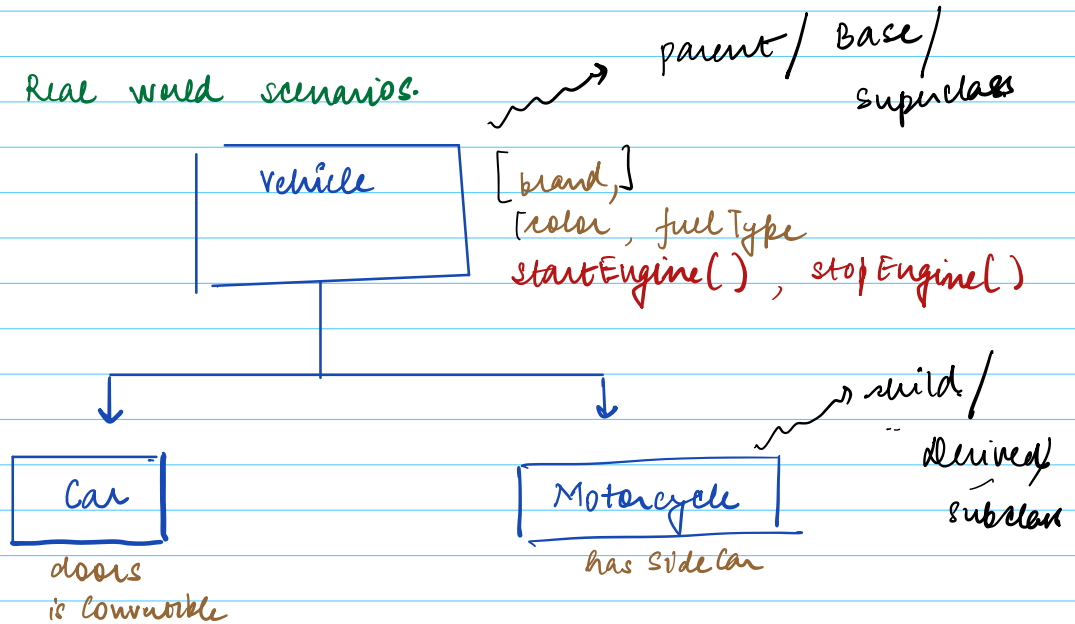 parent / Base /
superclass
Real world scenarios.
Vehicle
[brand,]
[color, fuelType
startEngine() , stopEngine()
child /
Derived/
subclass
Car
Motorcycle
doors
is Convertible
has SideCar